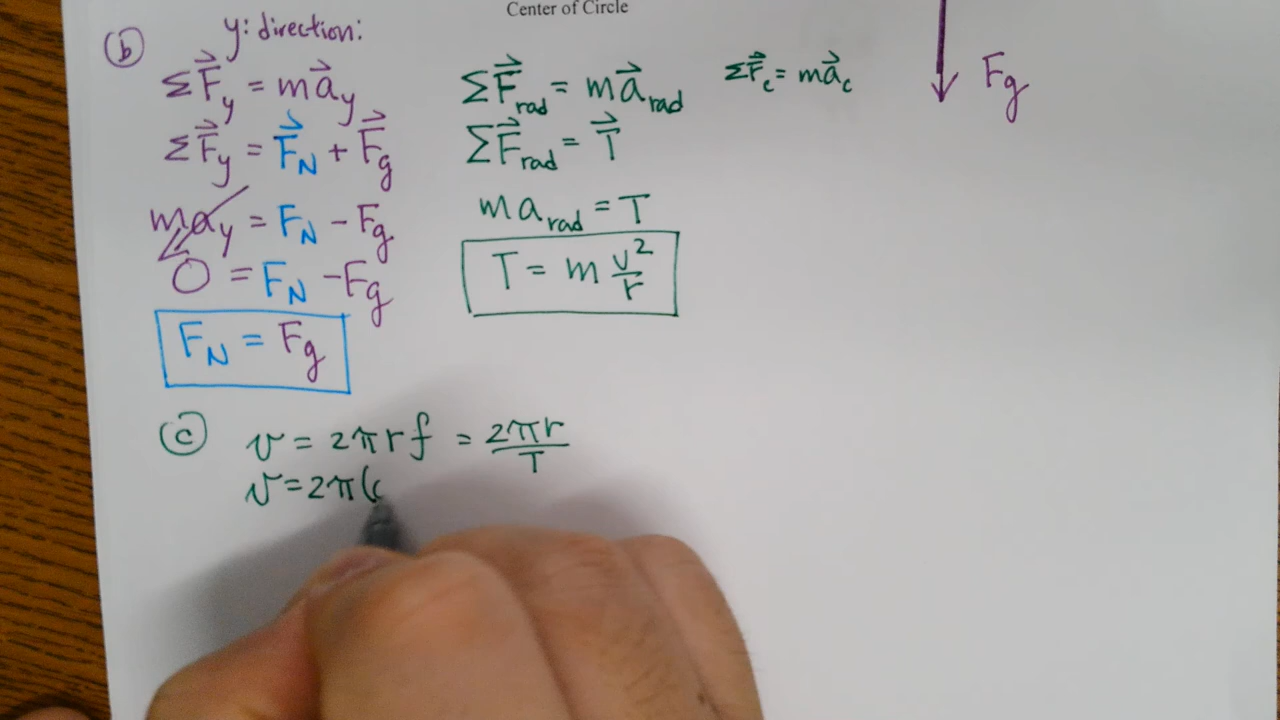 Center of Circle
(b) y: direction:
ΣF⃗y = ma⃗y
ΣF⃗y = F⃗N + F⃗g
may = FN - Fg
0 = FN - Fg
FN = Fg
ΣF⃗rad = ma⃗rad
ΣF⃗rad = T⃗
marad = T
T = m v²/r
ΣF⃗c = ma⃗c
Fg
(c) v = 2πrf = 2πr/T
v = 2π(